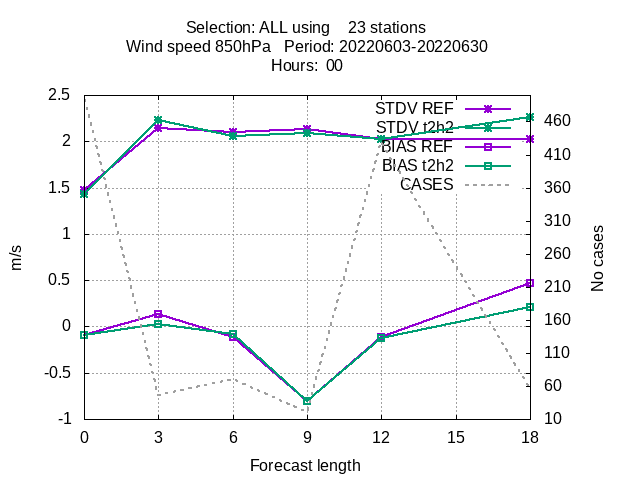 Selection: ALL using 23 stations
Wind speed 850hPa Period: 20220603-20220630
Hours: 00
STDV REF
STDV t2h2
BIAS REF
BIAS t2h2
CASES
2.5
2
1.5
1
0.5
0
-0.5
-1
m/s
460
410
360
310
260
210
160
110
60
10
No cases
0 3 6 9 12 15 18
Forecast length